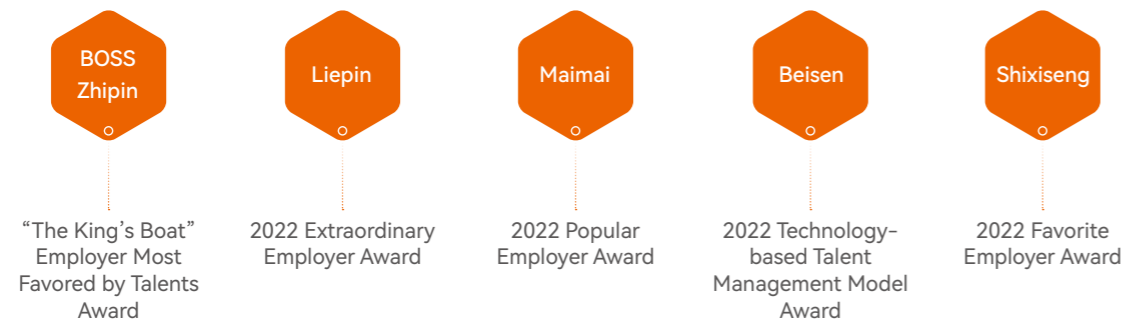 BOSS
Zhipin
Liepin
Maimai
Beisen
Shixiseng
“The King’s Boat”
Employer Most
Favored by Talents
Award
2022 Extraordinary
Employer Award
2022 Popular
Employer Award
2022 Technology-
based Talent
Management Model
Award
2022 Favorite
Employer Award